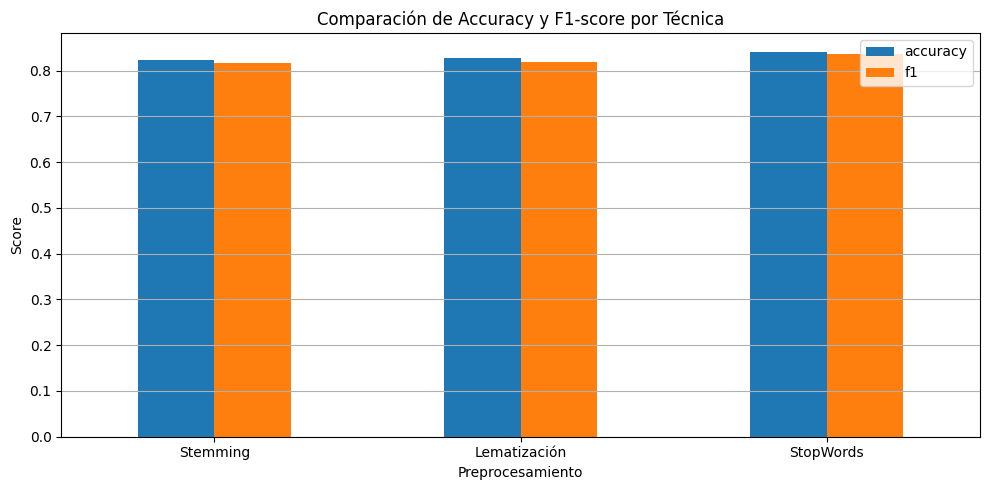 Comparación de Accuracy y F1-score por Técnica
accuracy
f1
Score
0.8
0.7
0.6
0.5
0.4
0.3
0.2
0.1
0.0
Stemming
Lematización
StopWords
Preprocesamiento